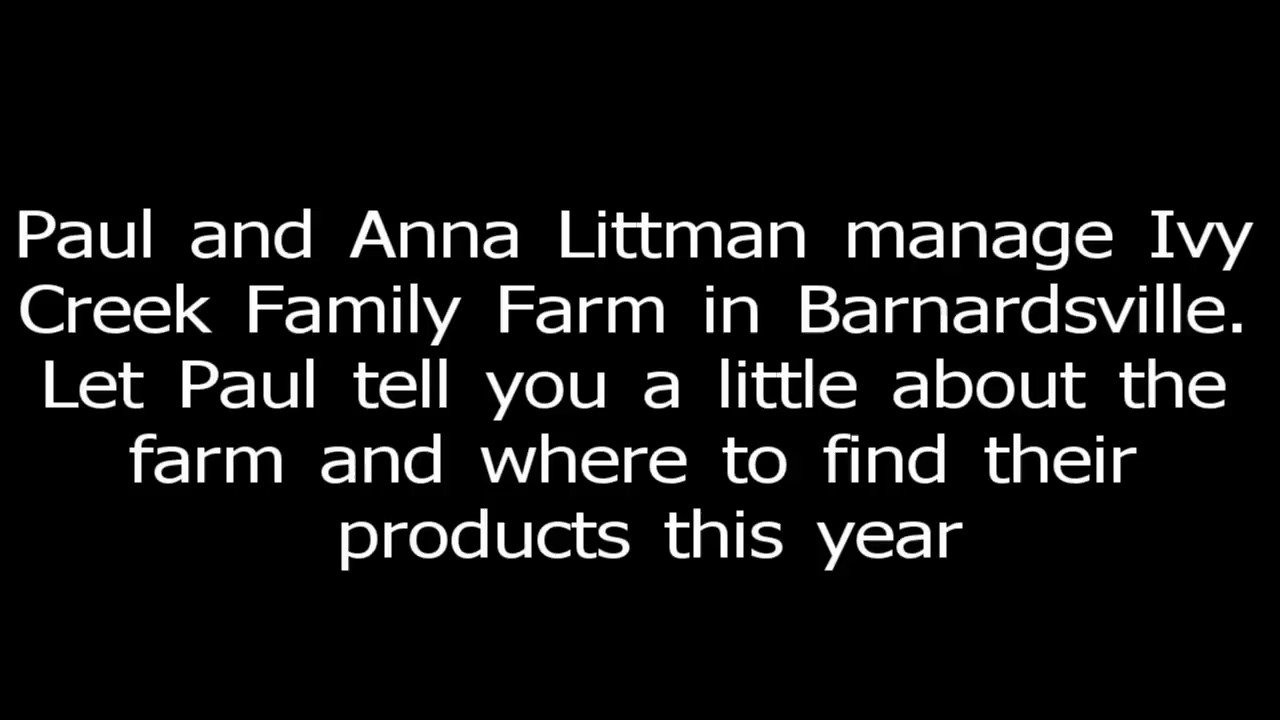 Paul and Anna Littman manage Ivy
Creek Family Farm in Barnardsville.
Let Paul tell you a little about the
farm and where to find their
products this year